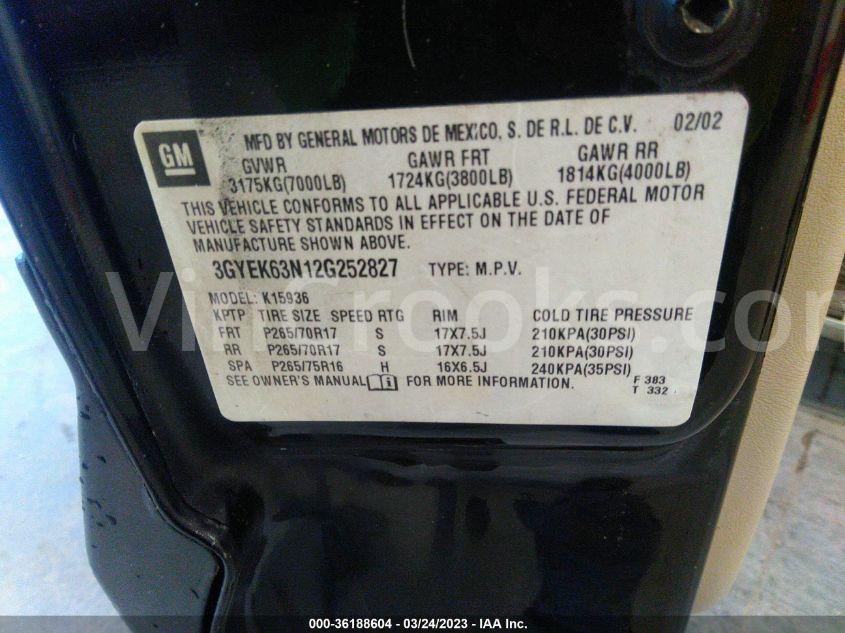 GM
MFD BY GENERAL MOTORS DE MEXICO, S. DE R.L. DE C.V. 02/02
GVWR GAWR FRT GAWR RR
3175KG(7000LB) 1724KG(3800LB) 1814KG(4000LB)
THIS VEHICLE CONFORMS TO ALL APPLICABLE U.S. FEDERAL MOTOR
VEHICLE SAFETY STANDARDS IN EFFECT ON THE DATE OF
MANUFACTURE SHOWN ABOVE.
3GYEK63N12G252827 TYPE: M.P.V.
MODEL: K15936
KPTP TIRE SIZE SPEED RTG RIM COLD TIRE PRESSURE
FRT P265/70R17 S 17X7.5J 210KPA(30PSI)
RR P265/70R17 S 17X7.5J 210KPA(30PSI)
SPA P265/75R16 H 16X6.5J 240KPA(35PSI)
SEE OWNER'S MANUAL FOR MORE INFORMATION. F 383
T 332
VinCrooks.com
000-36188604 - 03/24/2023 - IAA Inc.